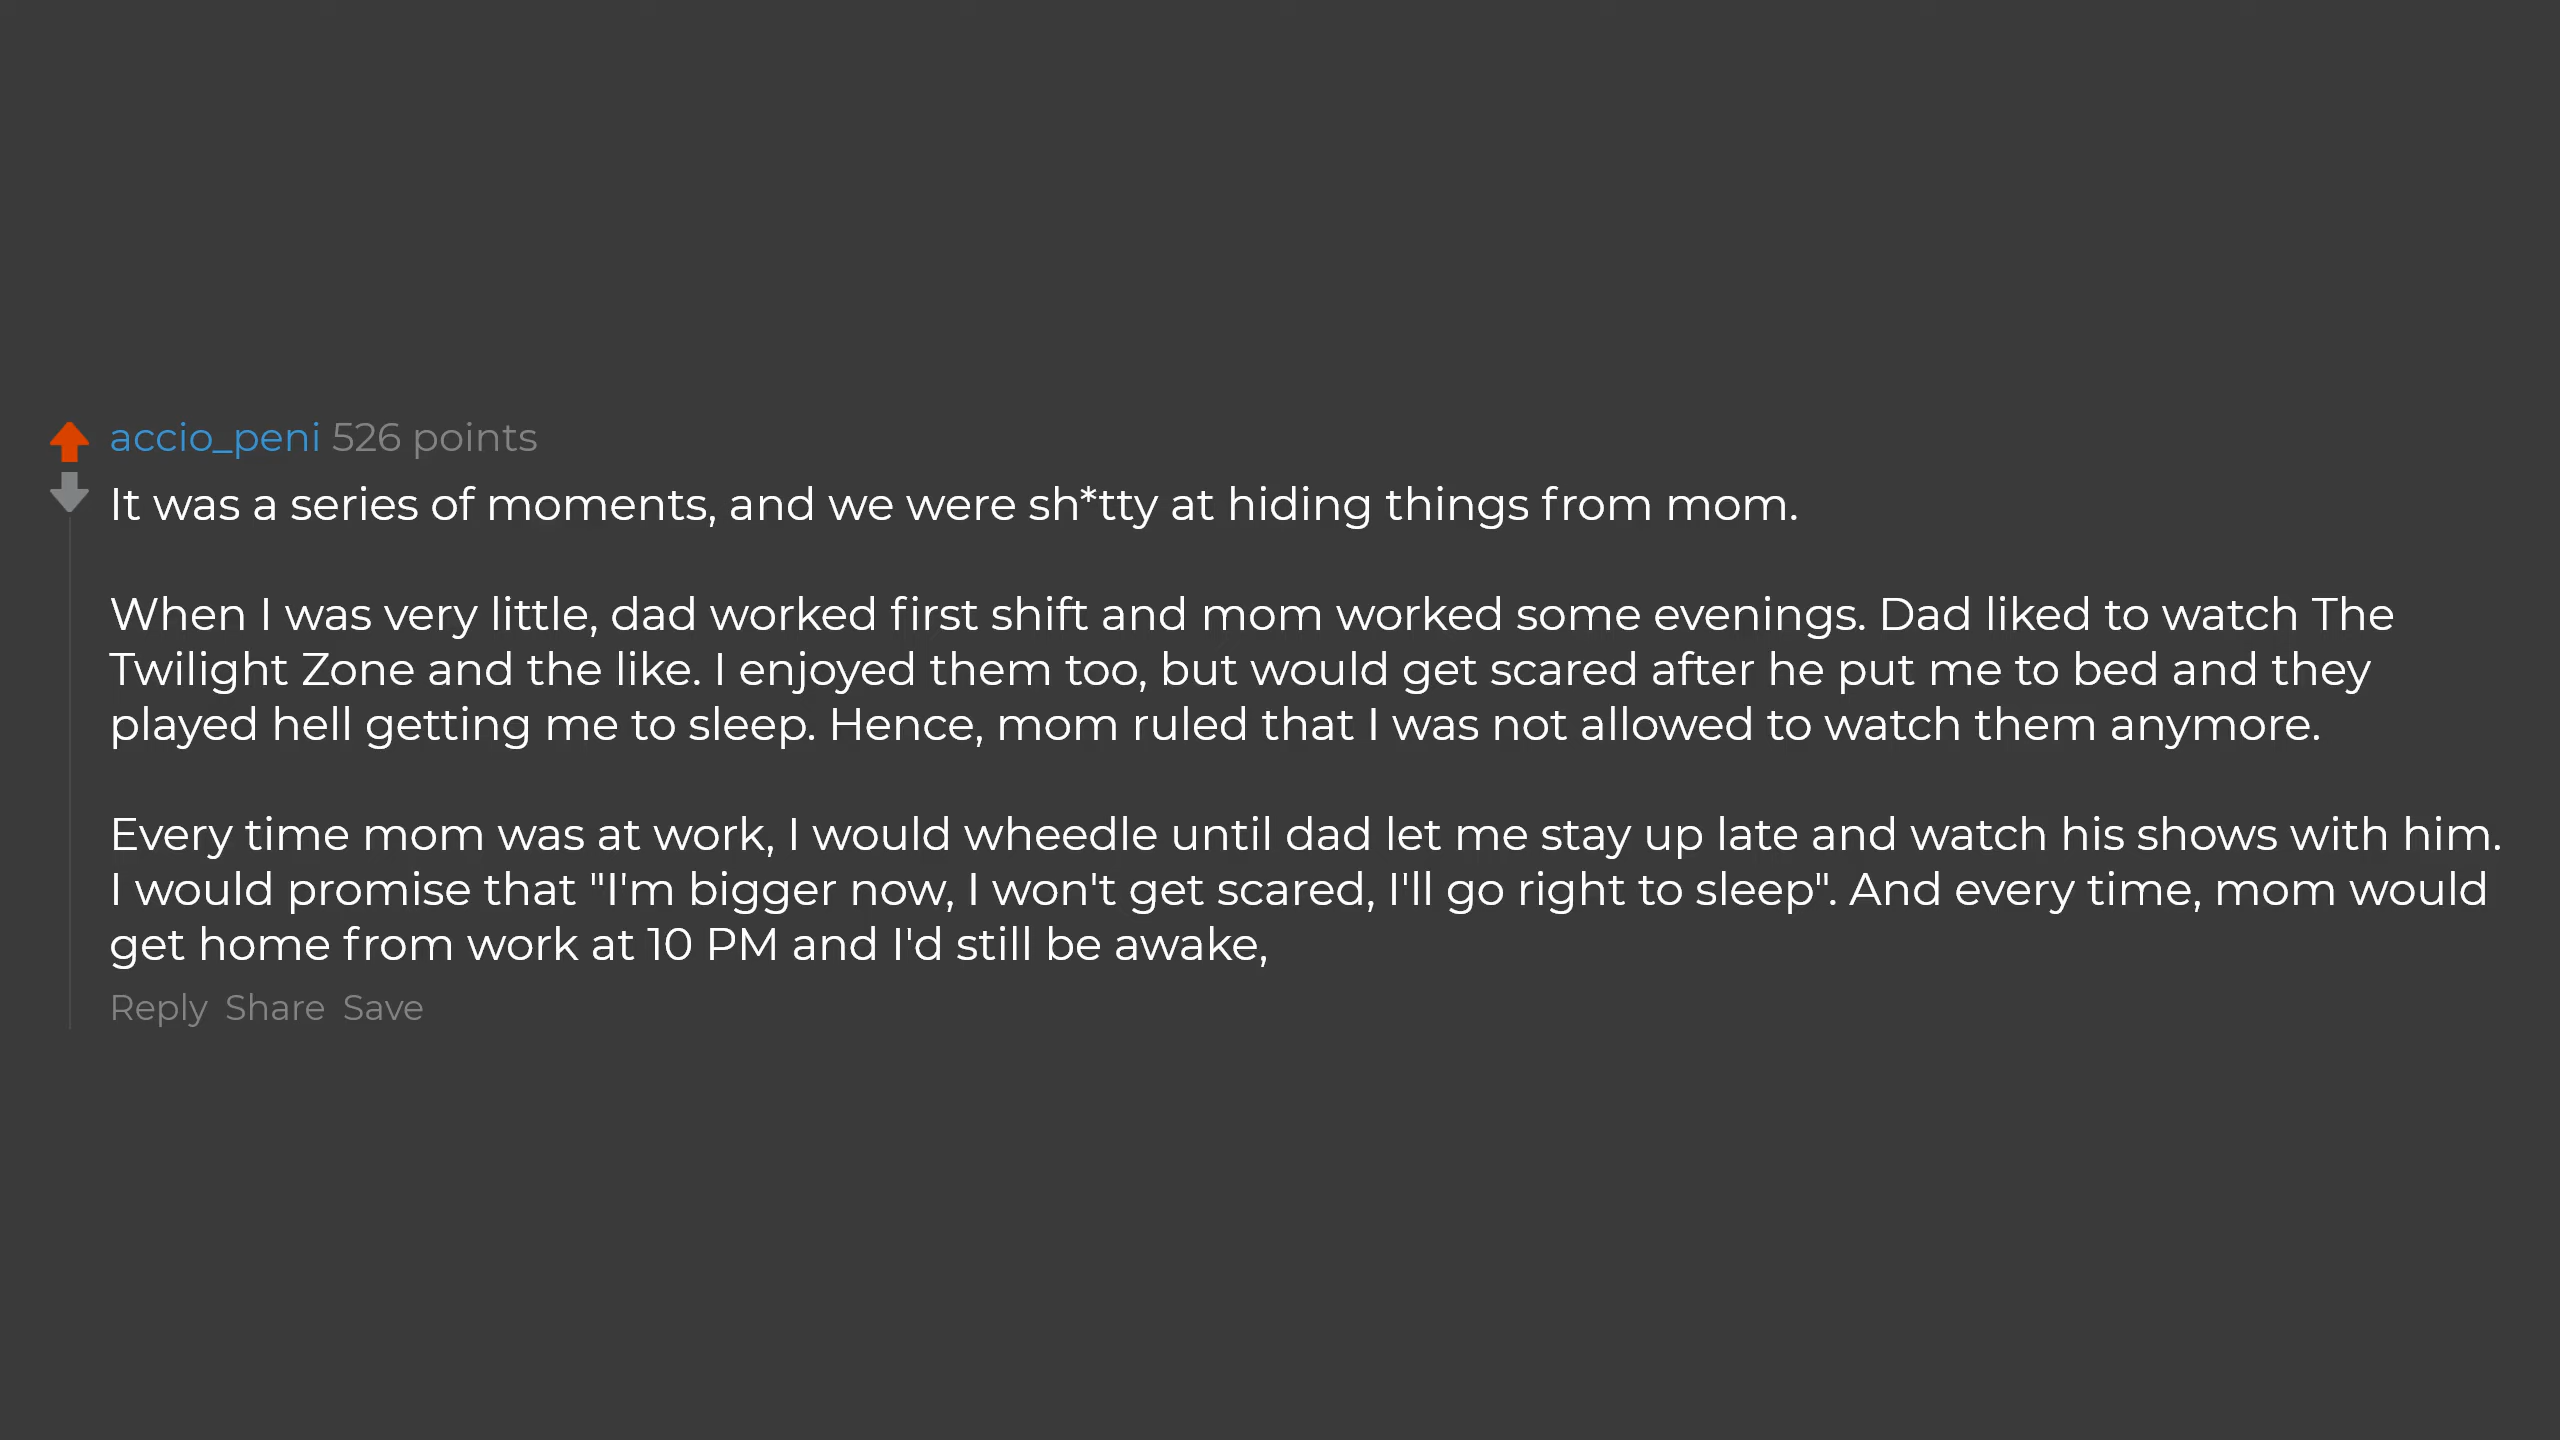 accio_peni 526 points
It was a series of moments, and we were sh*tty at hiding things from mom.
When I was very little, dad worked first shift and mom worked some evenings. Dad liked to watch The
Twilight Zone and the like. I enjoyed them too, but would get scared after he put me to bed and they
played hell getting me to sleep. Hence, mom ruled that I was not allowed to watch them anymore.
Every time mom was at work, I would wheedle until dad let me stay up late and watch his shows with him.
I would promise that "I'm bigger now, I won't get scared, I'll go right to sleep". And every time, mom would
get home from work at 10 PM and I'd still be awake,
Reply Share Save